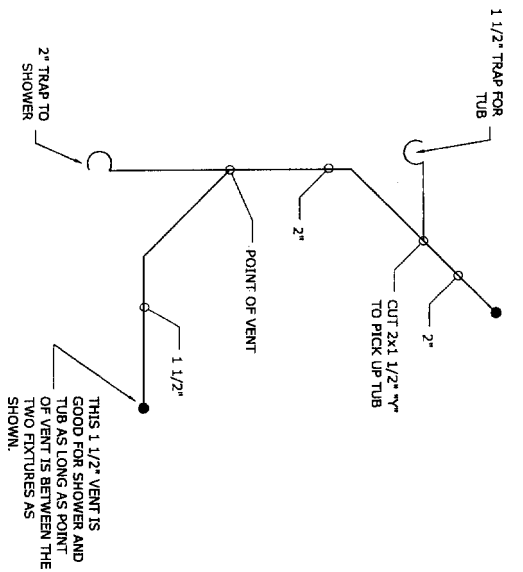 1 1/2" TRAP FOR
TUB
2" TRAP TO
SHOWER
2"
CUT 2x1 1/2" "Y"
TO PICK UP TUB
2"
POINT OF VENT
1 1/2"
THIS 1 1/2" VENT IS
GOOD FOR SHOWER AND
TUB AS LONG AS POINT
OF VENT IS BETWEEN THE
TWO FIXTURES AS
SHOWN.